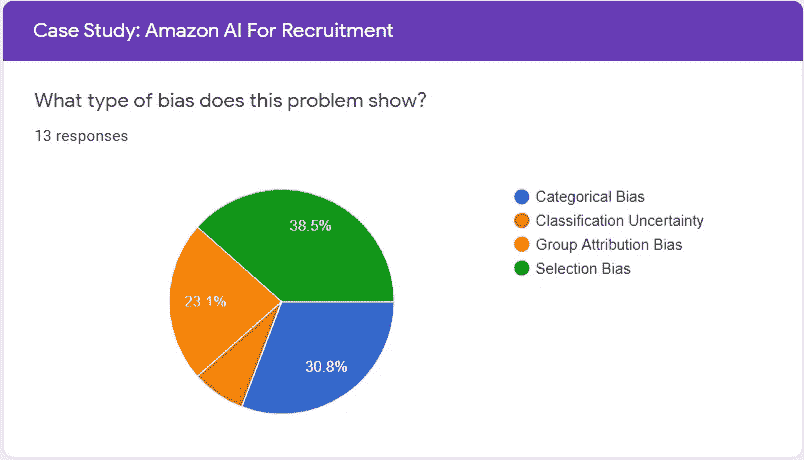 Case Study: Amazon AI For Recruitment
What type of bias does this problem show?
13 responses
38.5%
23.1%
30.8%
Categorical Bias
Classification Uncertainty
Group Attribution Bias
Selection Bias